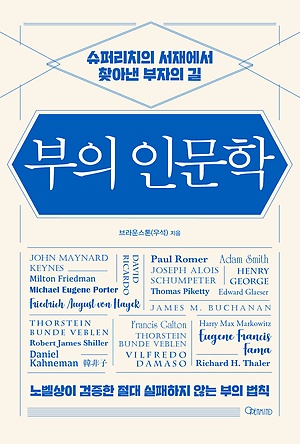 슈퍼리치의 서재에서
찾아낸 부자의 길
부의 인문학
브라운스톤(우석) 지음
JOHN MAYNARD
KEYNES
Milton Friedman
Michael Eugene Porter
Friedrich August von Hayek
DAVID
RICARDO
Paul Romer
JOSEPH ALOIS
SCHUMPETER
Thomas Piketty
Adam Smith
HENRY
GEORGE
Edward Glaeser
JAMES M. BUCHANAN
THORSTEIN
BUNDE VEBLEN
Robert James Shiller
Daniel
Kahneman
韓非子
Francis Galton
THORSTEIN
BUNDE VEBLEN
VILFREDO
DAMASO
Harry Max Markowitz
Eugene Francis
Fama
Richard H. Thaler
노벨상이 검증한 절대 실패하지 않는 부의 법칙
OPENMIND